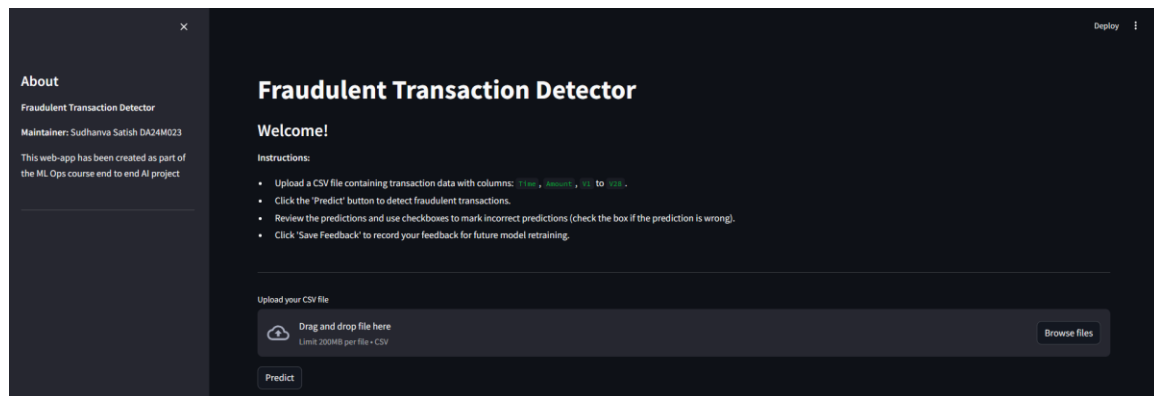 Deploy
About
Fraudulent Transaction Detector
Maintainer: Sudhanva Satish DA24M023
This web-app has been created as part of
the ML Ops course end to end AI project
Fraudulent Transaction Detector
Welcome!
Instructions:
• Upload a CSV file containing transaction data with columns: Time, Amount, V1 to V28.
• Click the 'Predict' button to detect fraudulent transactions.
• Review the predictions and use checkboxes to mark incorrect predictions (check the box if the prediction is wrong).
• Click 'Save Feedback' to record your feedback for future model retraining.
Upload your CSV file
Drag and drop file here
Limit 200MB per file • CSV
Browse files
Predict